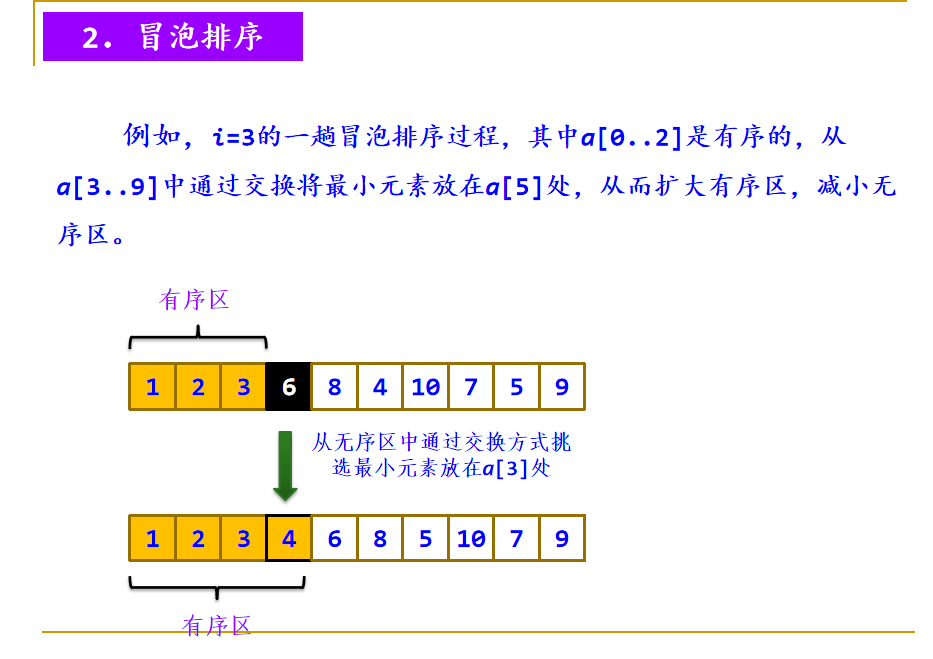 2. 冒泡排序
例如，i=3的一趟冒泡排序过程，其中a[0..2]是有序的，从
a[3..9]中通过交换将最小元素放在a[5]处，从而扩大有序区，减小无
序区。
有序区
1 2 3 6 8 4 10 7 5 9
从无序区中通过交换方式挑
选最小元素放在a[3]处
1 2 3 4 6 8 5 10 7 9
有序区